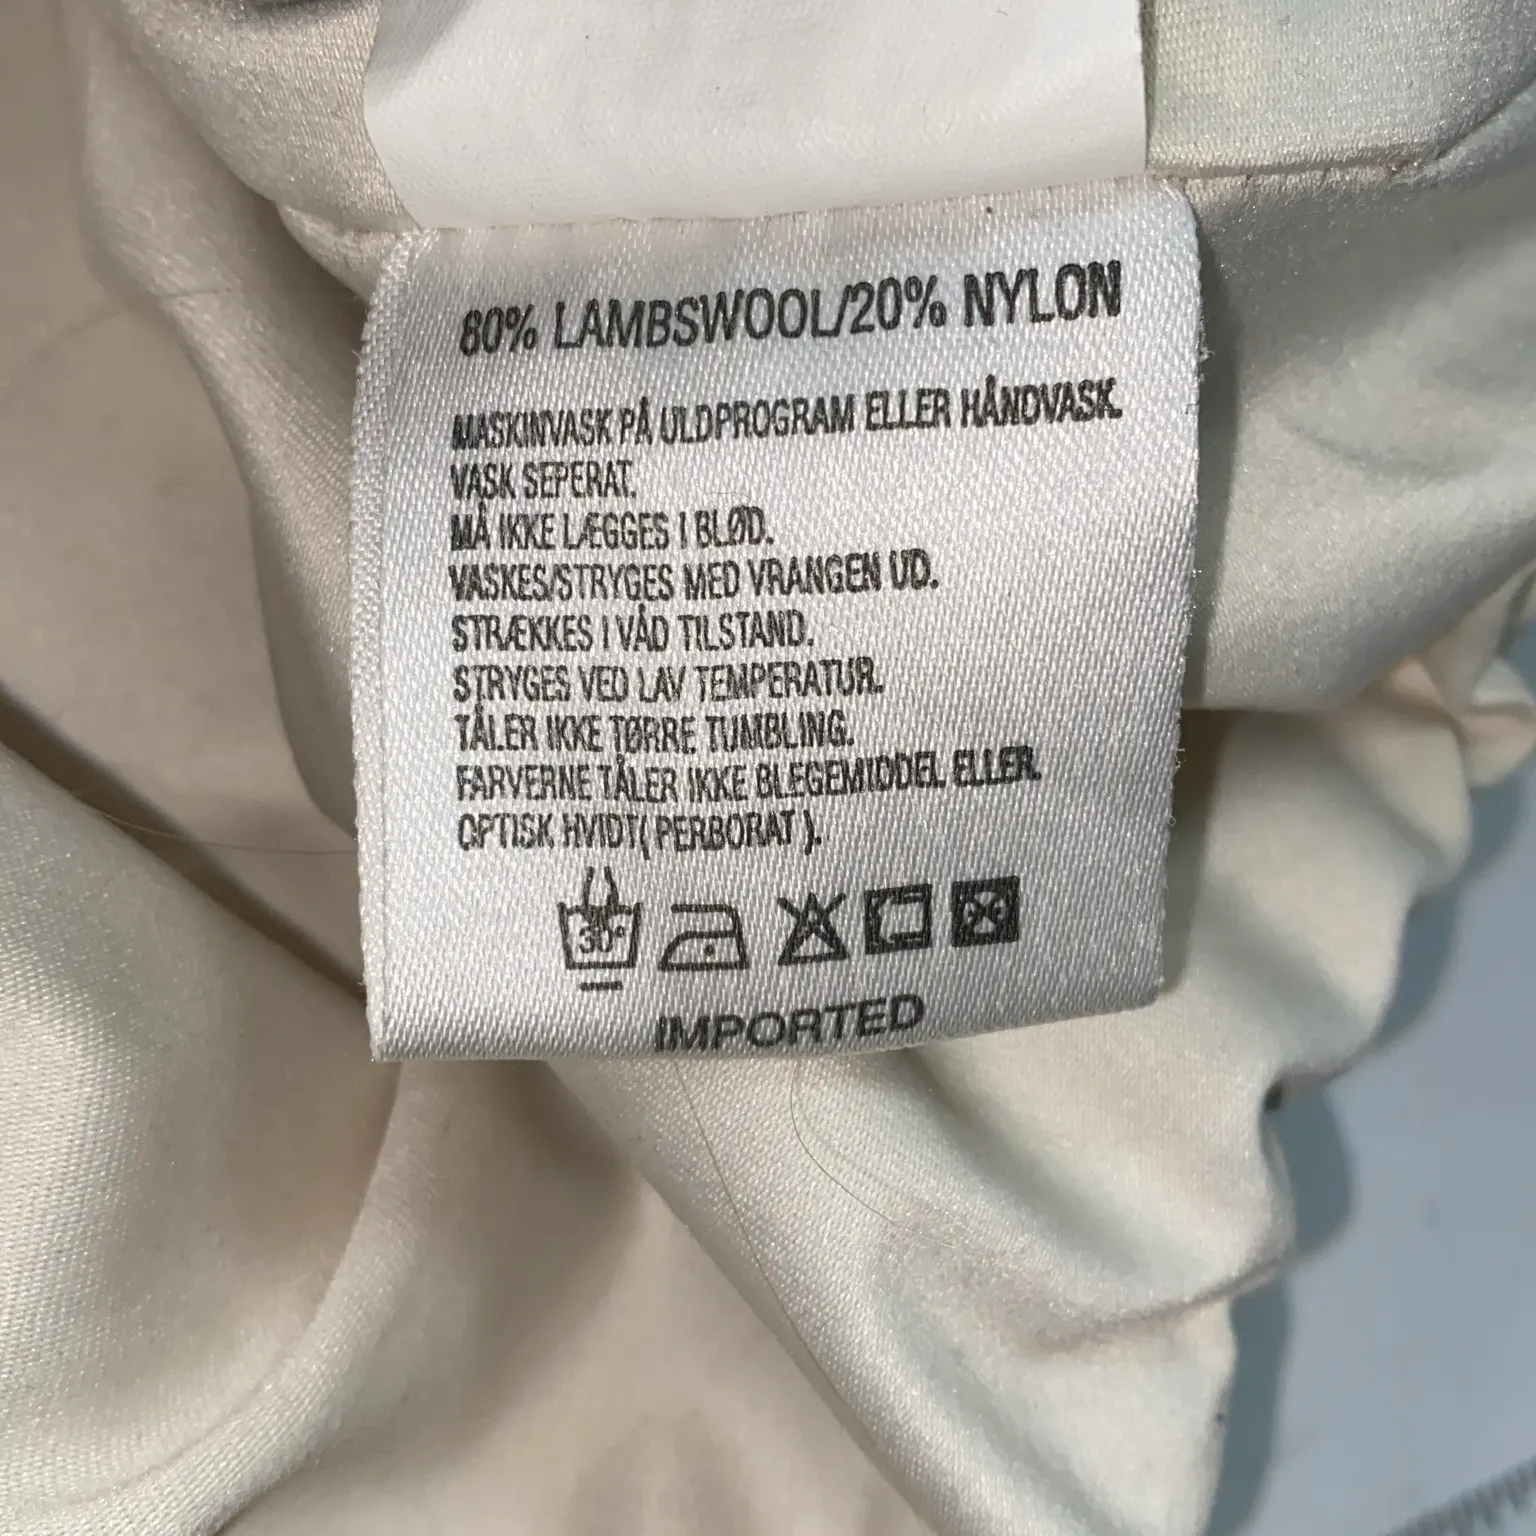 80% LAMBSWOOL/20% NYLON
MASKINVASK PÅ ULDPROGRAM ELLER HÅNDVASK.
VASK SEPERAT.
MÅ IKKE LÆGGES I BLØD.
VASKES/STRYGES MED VRANGEN UD.
STRÆKKES I VÅD TILSTAND.
STRYGES VED LAV TEMPERATUR.
TÅLER IKKE TØRRE TUMBLING.
FARVERNE TÅLER IKKE BLEGEMIDDEL ELLER.
OPTISK HVIDT( PERBORAT ).
30°
IMPORTED